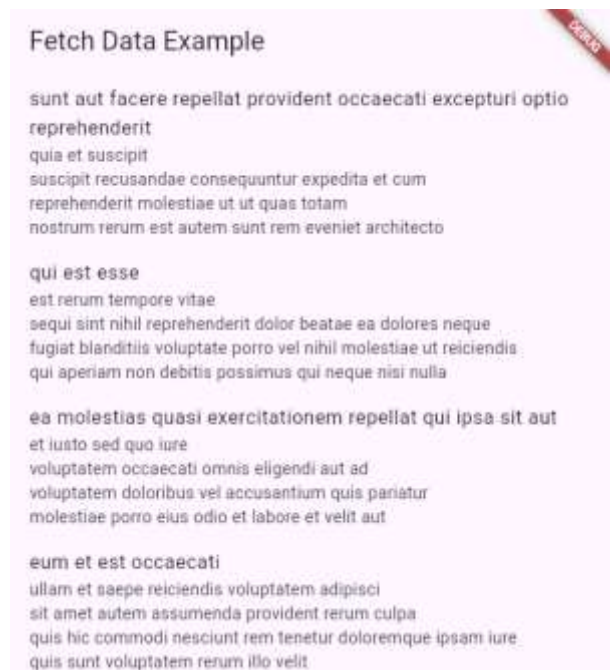 Fetch Data Example
DEBUG
sunt aut facere repellat provident occaecati excepturi optio
reprehenderit
quia et suscipit
suscipit recusandae consequuntur expedita et cum
reprehenderit molestiae ut ut quas totam
nostrum rerum est autem sunt rem eveniet architecto
qui est esse
est rerum tempore vitae
sequi sint nihil reprehenderit dolor beatae ea dolores neque
fugiat blanditiis voluptate porro vel nihil molestiae ut reiciendis
qui aperiam non debitis possimus qui neque nisi nulla
ea molestias quasi exercitationem repellat qui ipsa sit aut
et iusto sed quo iure
voluptatem occaecati omnis eligendi aut ad
voluptatem doloribus vel accusantium quis pariatur
molestiae porro eius odio et labore et velit aut
eum et est occaecati
ullam et saepe reiciendis voluptatem adipisci
sit amet autem assumenda provident rerum culpa
quis hic commodi nesciunt rem tenetur doloremque ipsam iure
quis sunt voluptatem rerum illo velit